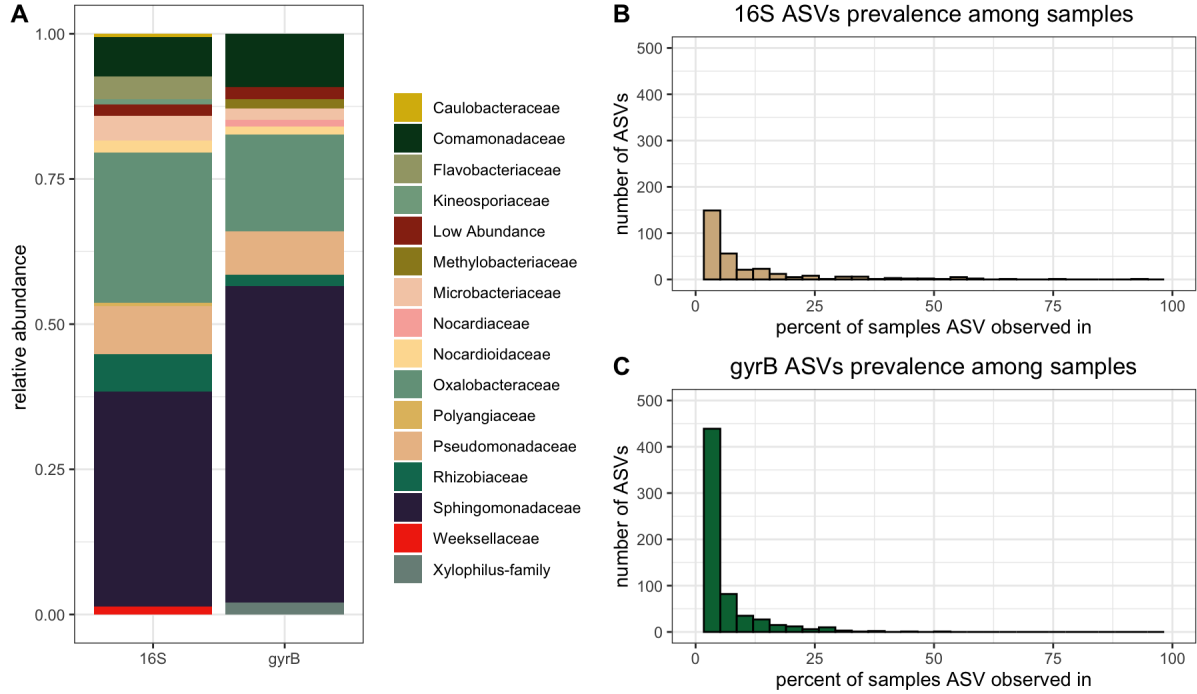 A
relative abundance
1.00
0.75
0.50
0.25
0.00
16S
gyrB
Caulobacteraceae
Comamonadaceae
Flavobacteriaceae
Kineosporiaceae
Low Abundance
Methylobacteriaceae
Microbacteriaceae
Nocardiaceae
Nocardioidaceae
Oxalobacteraceae
Polyangiaceae
Pseudomonadaceae
Rhizobiaceae
Sphingomonadaceae
Weeksellaceae
Xylophilus-family
B
16S ASVs prevalence among samples
number of ASVs
500
400
300
200
100
0
0
25
50
75
100
percent of samples ASV observed in
C
gyrB ASVs prevalence among samples
number of ASVs
500
400
300
200
100
0
0
25
50
75
100
percent of samples ASV observed in